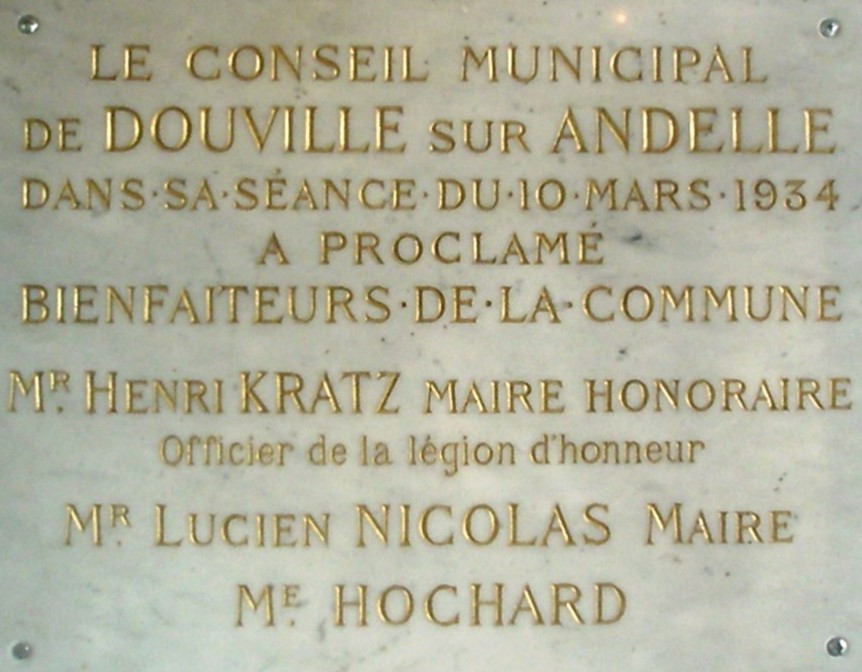 LE CONSEIL MUNICIPAL
DE DOUVILLE SUR ANDELLE
DANS·SA·SÉANCE·DU·10·MARS·1934
A PROCLAMÉ
BIENFAITEURS·DE·LA·COMMUNE
MR. HENRI KRATZ MAIRE HONORAIRE
Officier de la légion d'honneur
MR. LUCIEN NICOLAS MAIRE
ME. HOCHARD